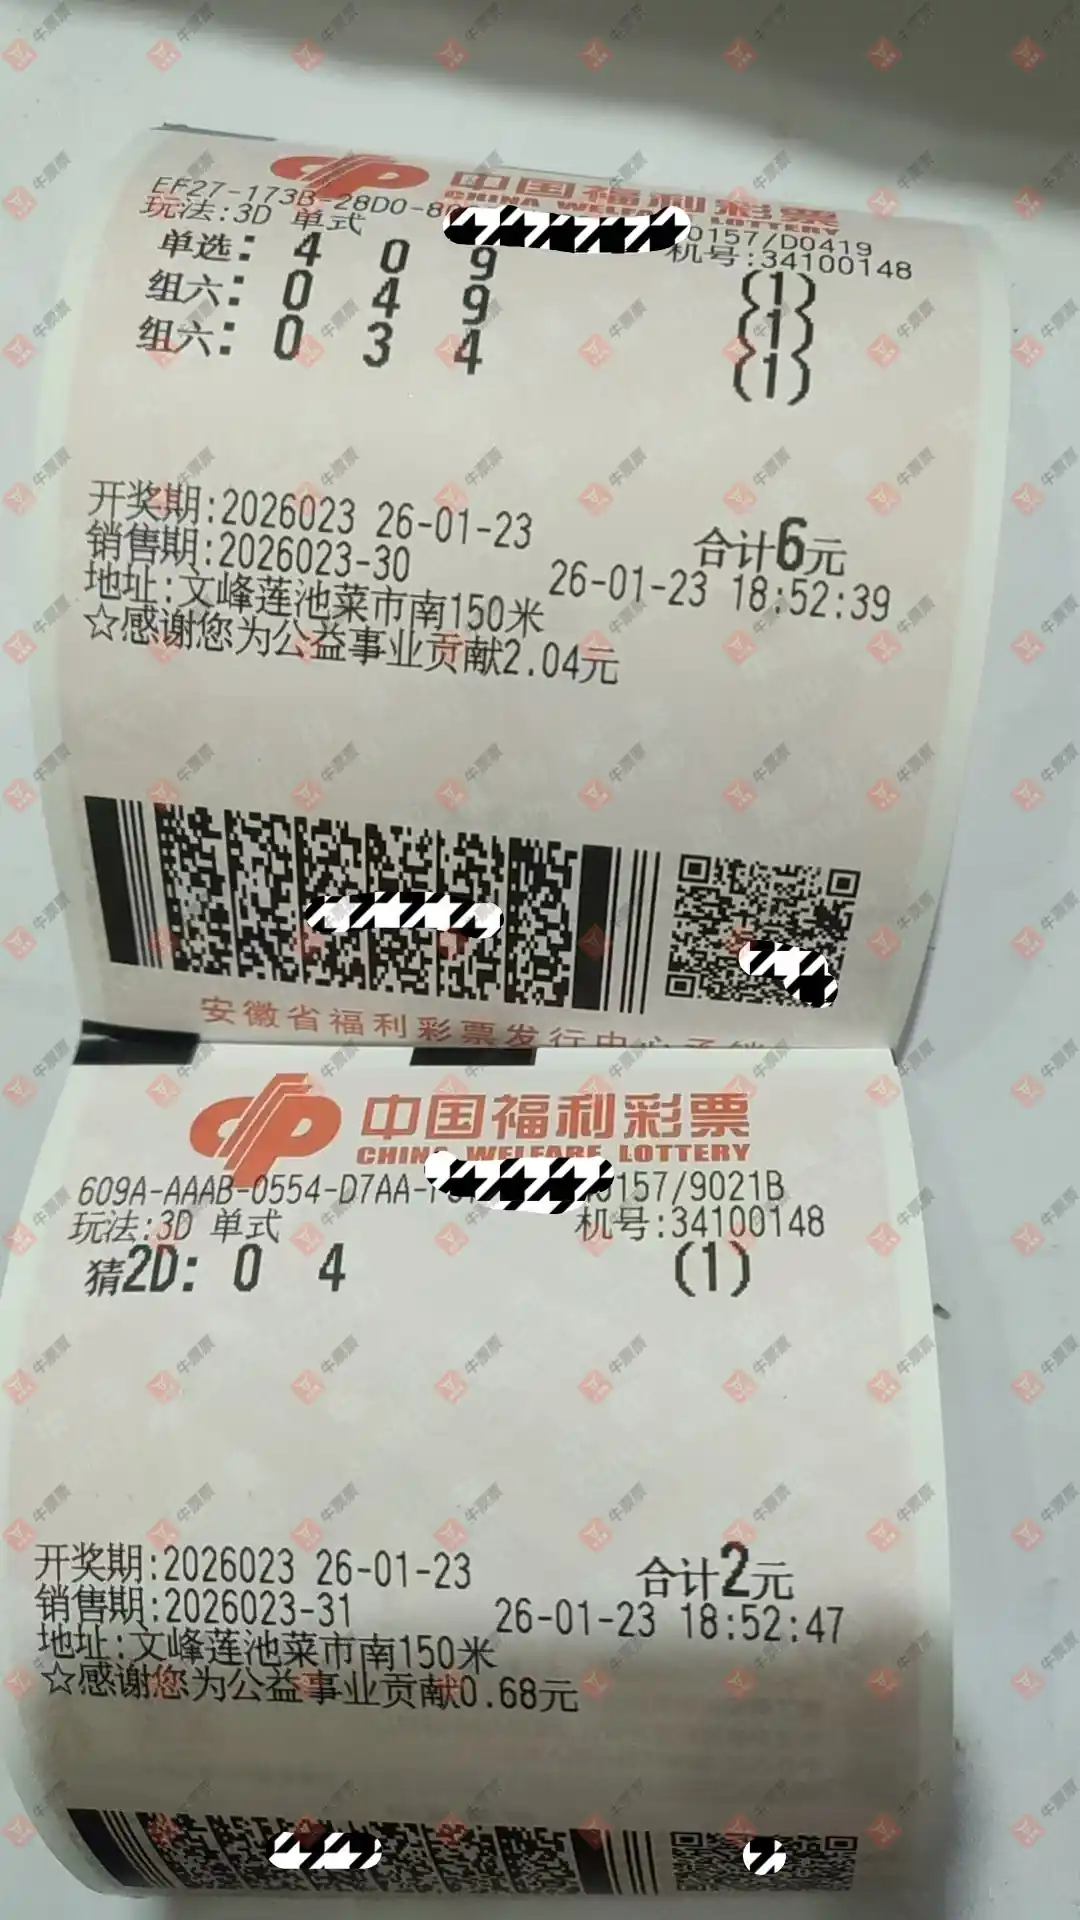 中国福利彩票
CHINA WELFARE LOTTERY
EF27-173B-28D0-8 0157/D0419
玩法:3D 单式 机号:34100148
单选: 4 0 9 (1)
组六: 0 4 9 (1)
组六: 0 3 4 (1)
开奖期:2026023 26-01-23 合计6元
销售期:2026023-30 26-01-23 18:52:39
地址:文峰莲池菜市南150米
☆感谢您为公益事业贡献2.04元
安徽省福利彩票发行中心承销
中国福利彩票
CHINA WELFARE LOTTERY
609A-AAAB-0554-D7AA- 0157/9021B
玩法:3D 单式 机号:34100148
猜2D: 0 4 (1)
开奖期:2026023 26-01-23 合计2元
销售期:2026023-31 26-01-23 18:52:47
地址:文峰莲池菜市南150米
☆感谢您为公益事业贡献0.68元
牛票票